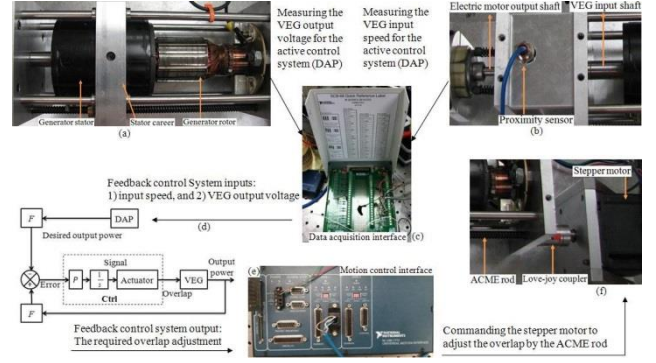 Measuring the VEG output voltage for the active control system (DAP)
Measuring the VEG input speed for the active control system (DAP)
Electric motor output shaft
VEG input shaft
Generator stator
Stator career
Generator rotor
(a)
Proximity sensor
(b)
Data acquisition interface
(c)
Feedback control System inputs:
1) input speed, and 2) VEG output voltage
(d)
F
DAP
Desired output power
Signal
Error
P
1
s
Actuator
VEG
Output power
Overlap
Ctrl
F
Feedback control system output:
The required overlap adjustment
(e)
Motion control interface
Stepper motor
ACME rod
Love-joy coupler
(f)
Commanding the stepper motor to
adjust the overlap by the ACME rod